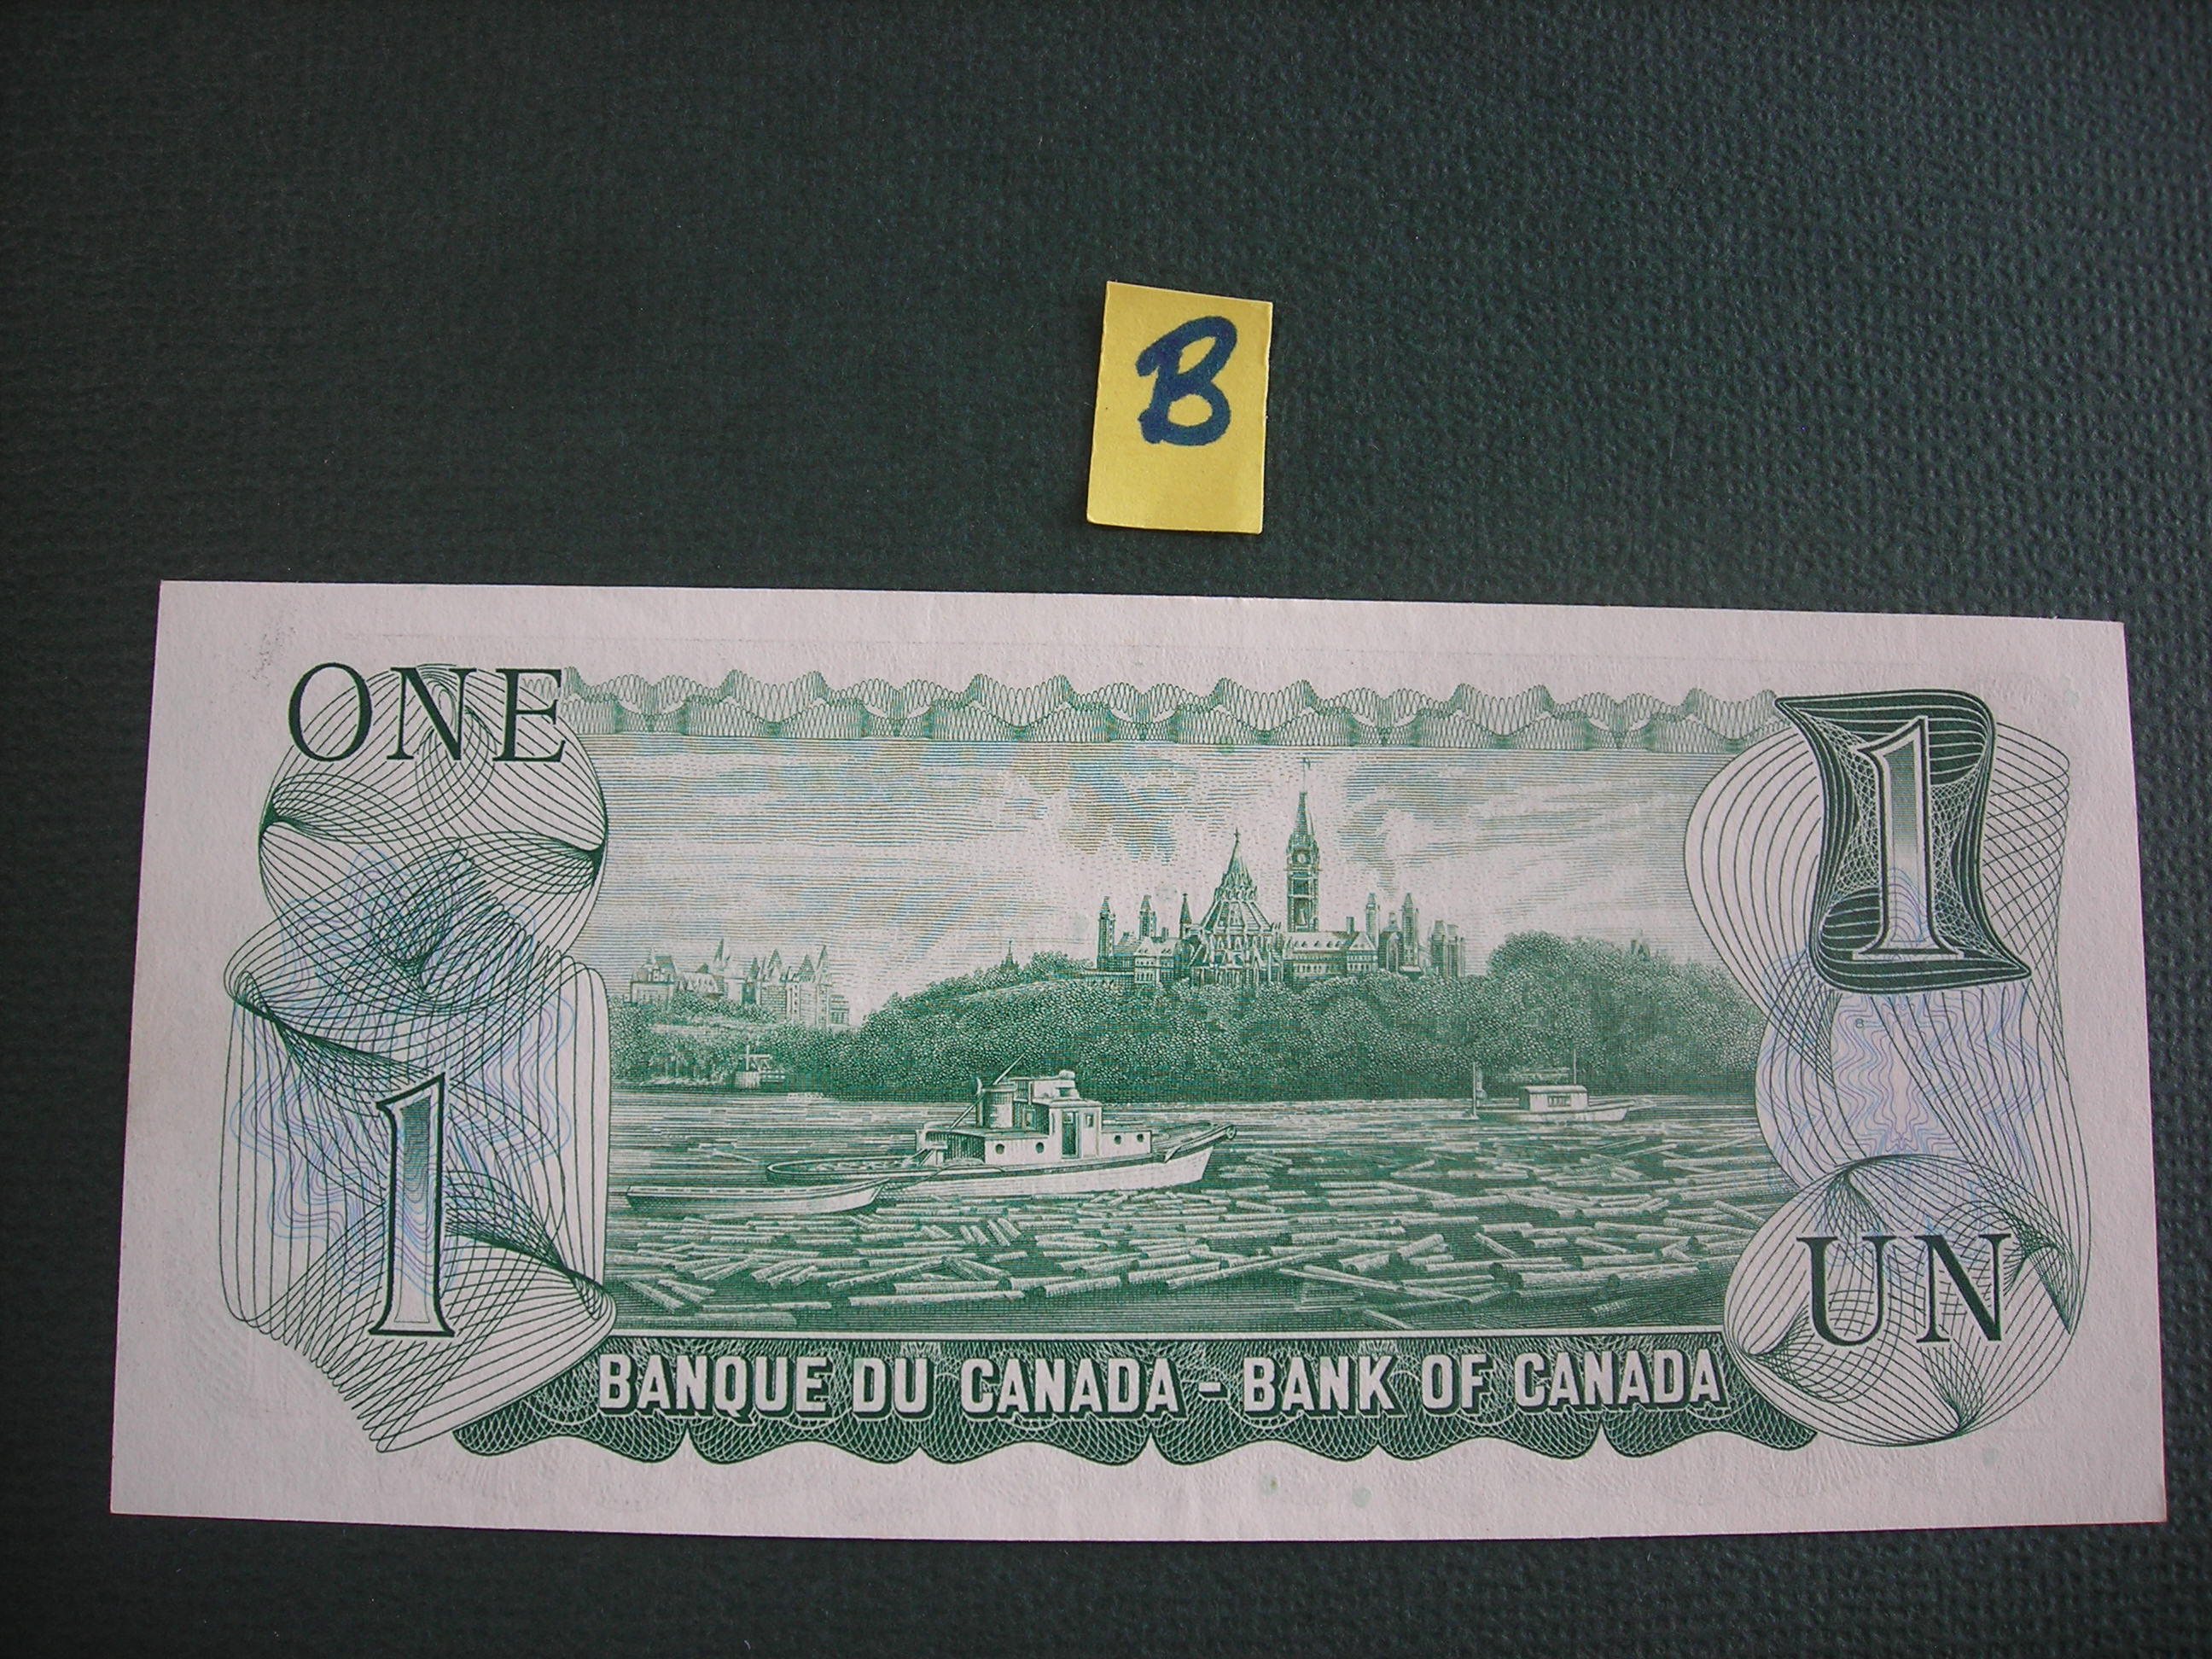 B
ONE
1
1
UN
BANQUE DU CANADA - BANK OF CANADA